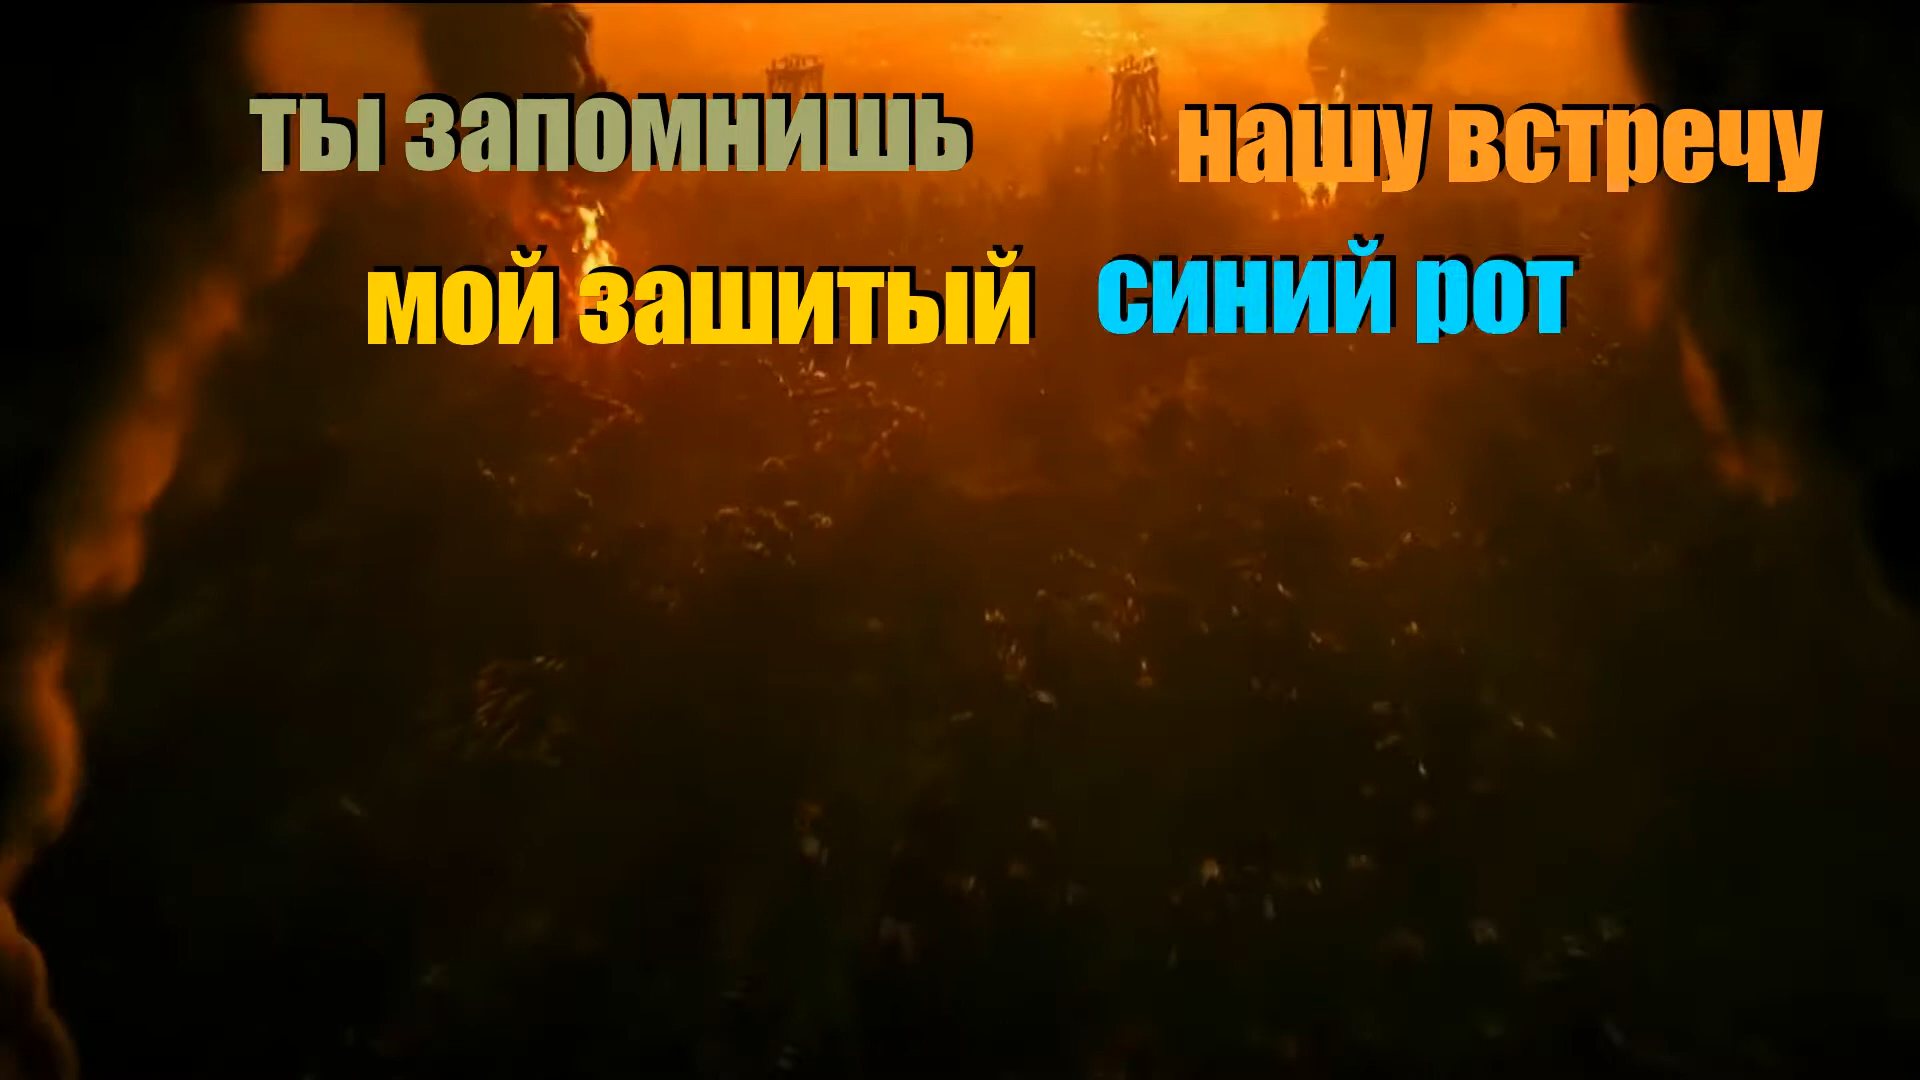 ты запомнишь нашу встречу
мой зашитый синий рот